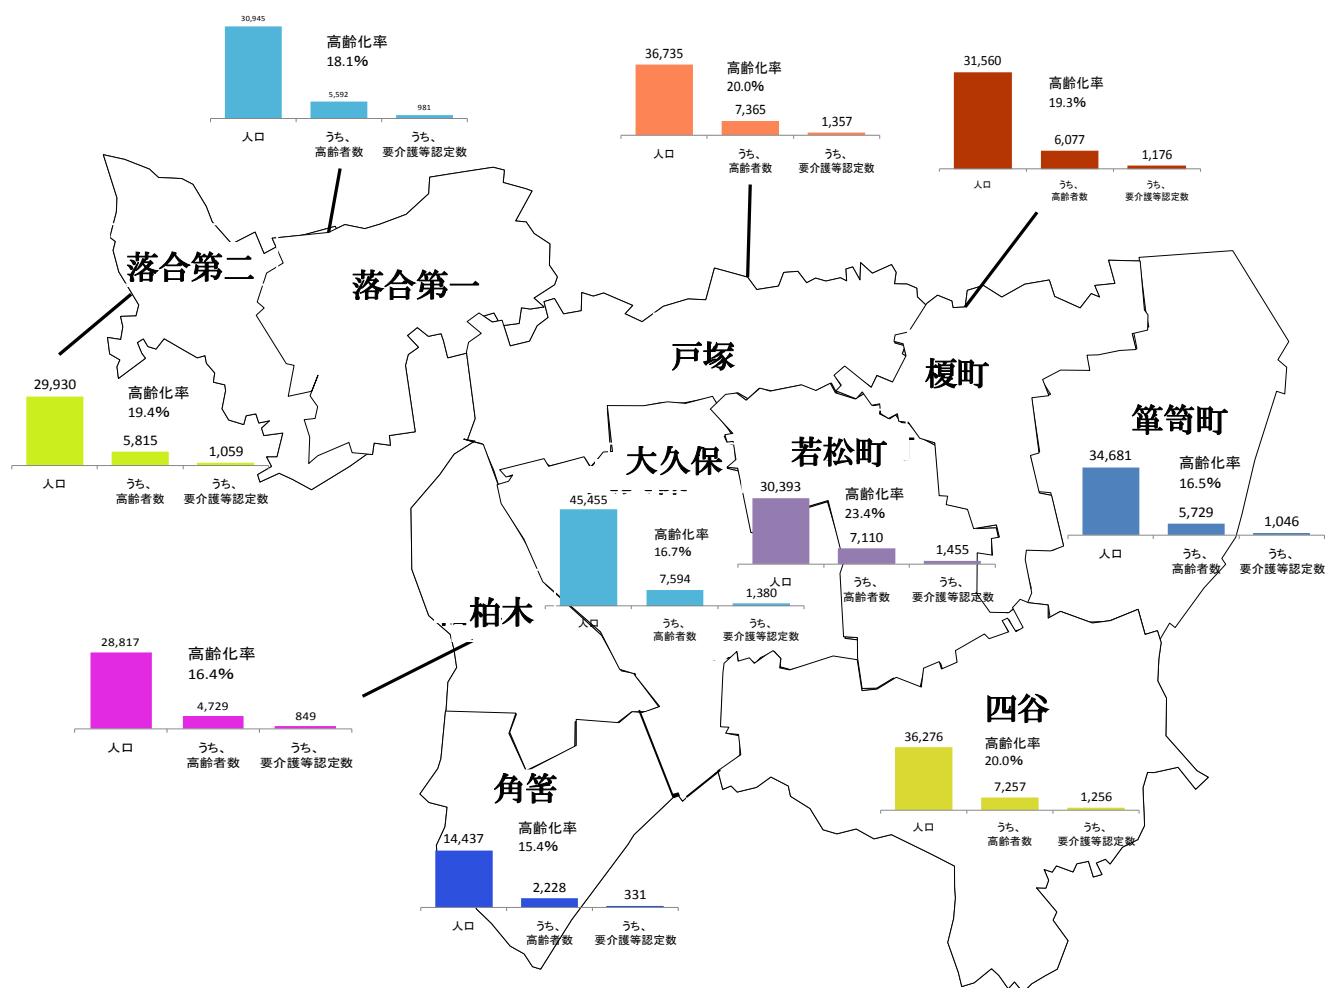 30,945
高齢化率
18.1%
5,592
981
人口
うち、
高齢者数
うち、
要介護等認定数
36,735
高齢化率
20.0%
7,365
1,357
人口
うち、
高齢者数
うち、
要介護等認定数
31,560
高齢化率
19.3%
6,077
1,176
人口
うち、
高齢者数
うち、
要介護等認定数
落合第二
落合第一
戸塚
榎町
箪笥町
大久保
若松町
柏木
角筈
四谷
29,930
高齢化率
19.4%
5,815
1,059
人口
うち、
高齢者数
うち、
要介護等認定数
34,681
高齢化率
16.5%
5,729
1,046
人口
うち、
高齢者数
うち、
要介護等認定数
30,393
高齢化率
23.4%
7,110
1,455
人口
うち、
高齢者数
うち、
要介護等認定数
45,455
高齢化率
16.7%
7,594
1,380
人口
うち、
高齢者数
うち、
要介護等認定数
28,817
高齢化率
16.4%
4,729
849
人口
うち、
高齢者数
うち、
要介護等認定数
36,276
高齢化率
20.0%
7,257
1,256
人口
うち、
高齢者数
うち、
要介護等認定数
14,437
高齢化率
15.4%
2,228
331
人口
うち、
高齢者数
うち、
要介護等認定数